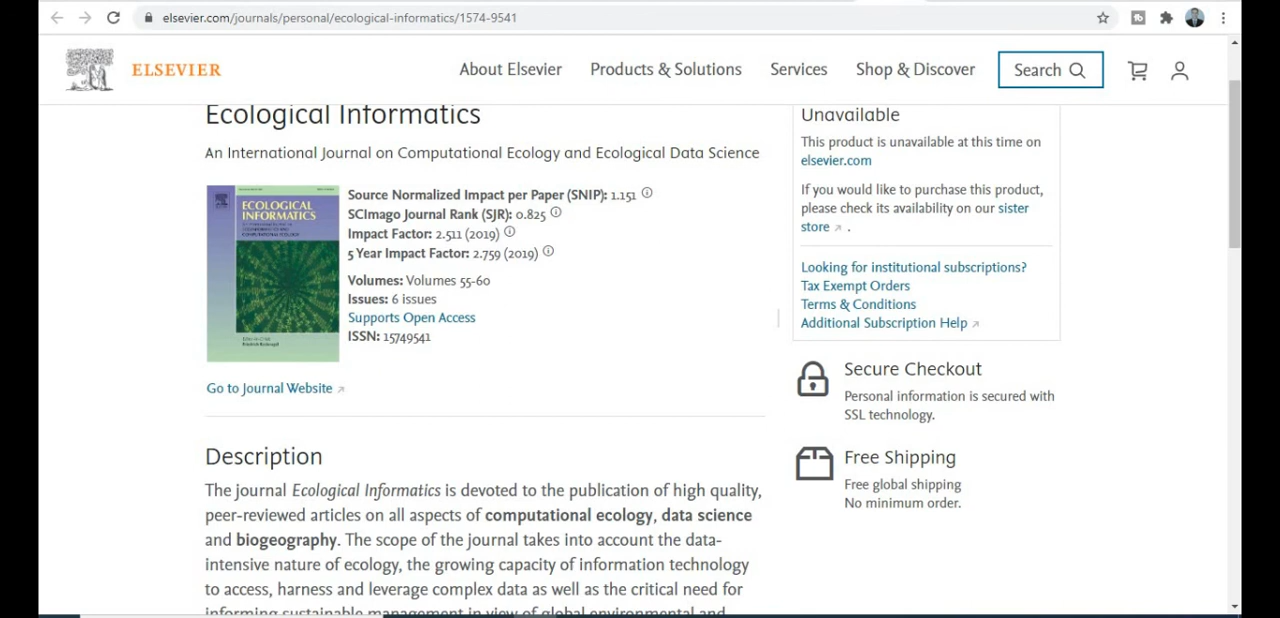 elsevier.com/journals/personal/ecological-informatics/1574-9541
ELSEVIER
About Elsevier
Products & Solutions
Services
Shop & Discover
Search
Ecological Informatics
An International Journal on Computational Ecology and Ecological Data Science
ECOLOGICAL
INFORMATICS
Source Normalized Impact per Paper (SNIP): 1.151
SCImago Journal Rank (SJR): 0.825
Impact Factor: 2.511 (2019)
5 Year Impact Factor: 2.759 (2019)
Volumes: Volumes 55-60
Issues: 6 issues
Supports Open Access
ISSN: 15749541
Go to Journal Website
Description
The journal Ecological Informatics is devoted to the publication of high quality,
peer-reviewed articles on all aspects of computational ecology, data science
and biogeography. The scope of the journal takes into account the data-
intensive nature of ecology, the growing capacity of information technology
to access, harness and leverage complex data as well as the critical need for
informing sustainable management in view of global environmental and
Unavailable
This product is unavailable at this time on
elsevier.com
If you would like to purchase this product,
please check its availability on our sister
store .
Looking for institutional subscriptions?
Tax Exempt Orders
Terms & Conditions
Additional Subscription Help
Secure Checkout
Personal information is secured with
SSL technology.
Free Shipping
Free global shipping
No minimum order.